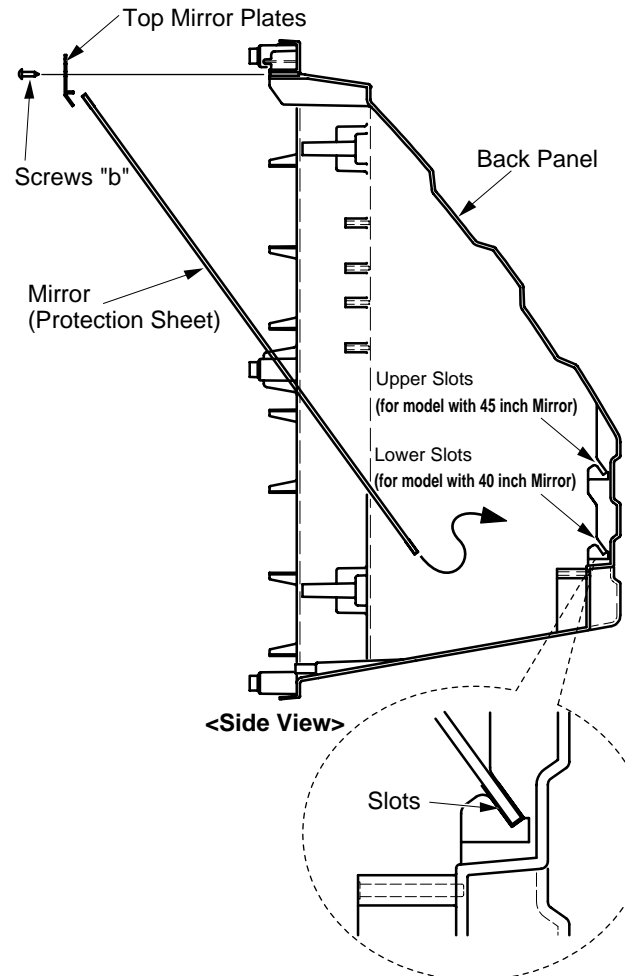 Top Mirror Plates
Screws "b"
Back Panel
Mirror
(Protection Sheet)
Upper Slots
(for model with 45 inch Mirror)
Lower Slots
(for model with 40 inch Mirror)
<Side View>
Slots